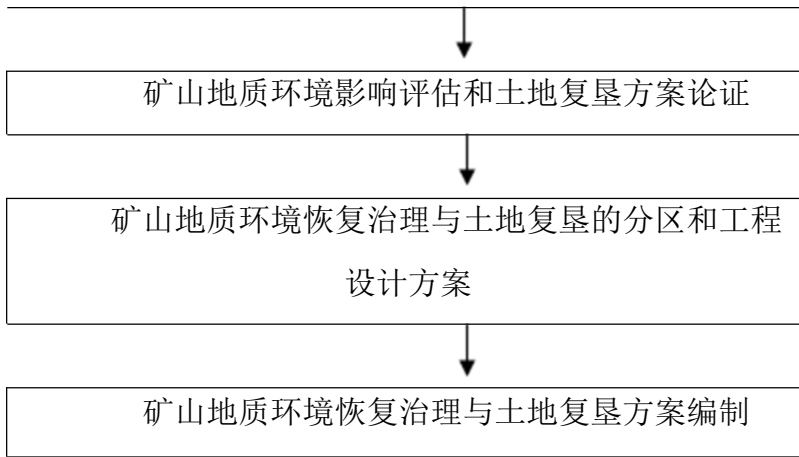 矿山地质环境影响评估和土地复垦方案论证
矿山地质环境恢复治理与土地复垦的分区和工程
设计方案
矿山地质环境恢复治理与土地复垦方案编制